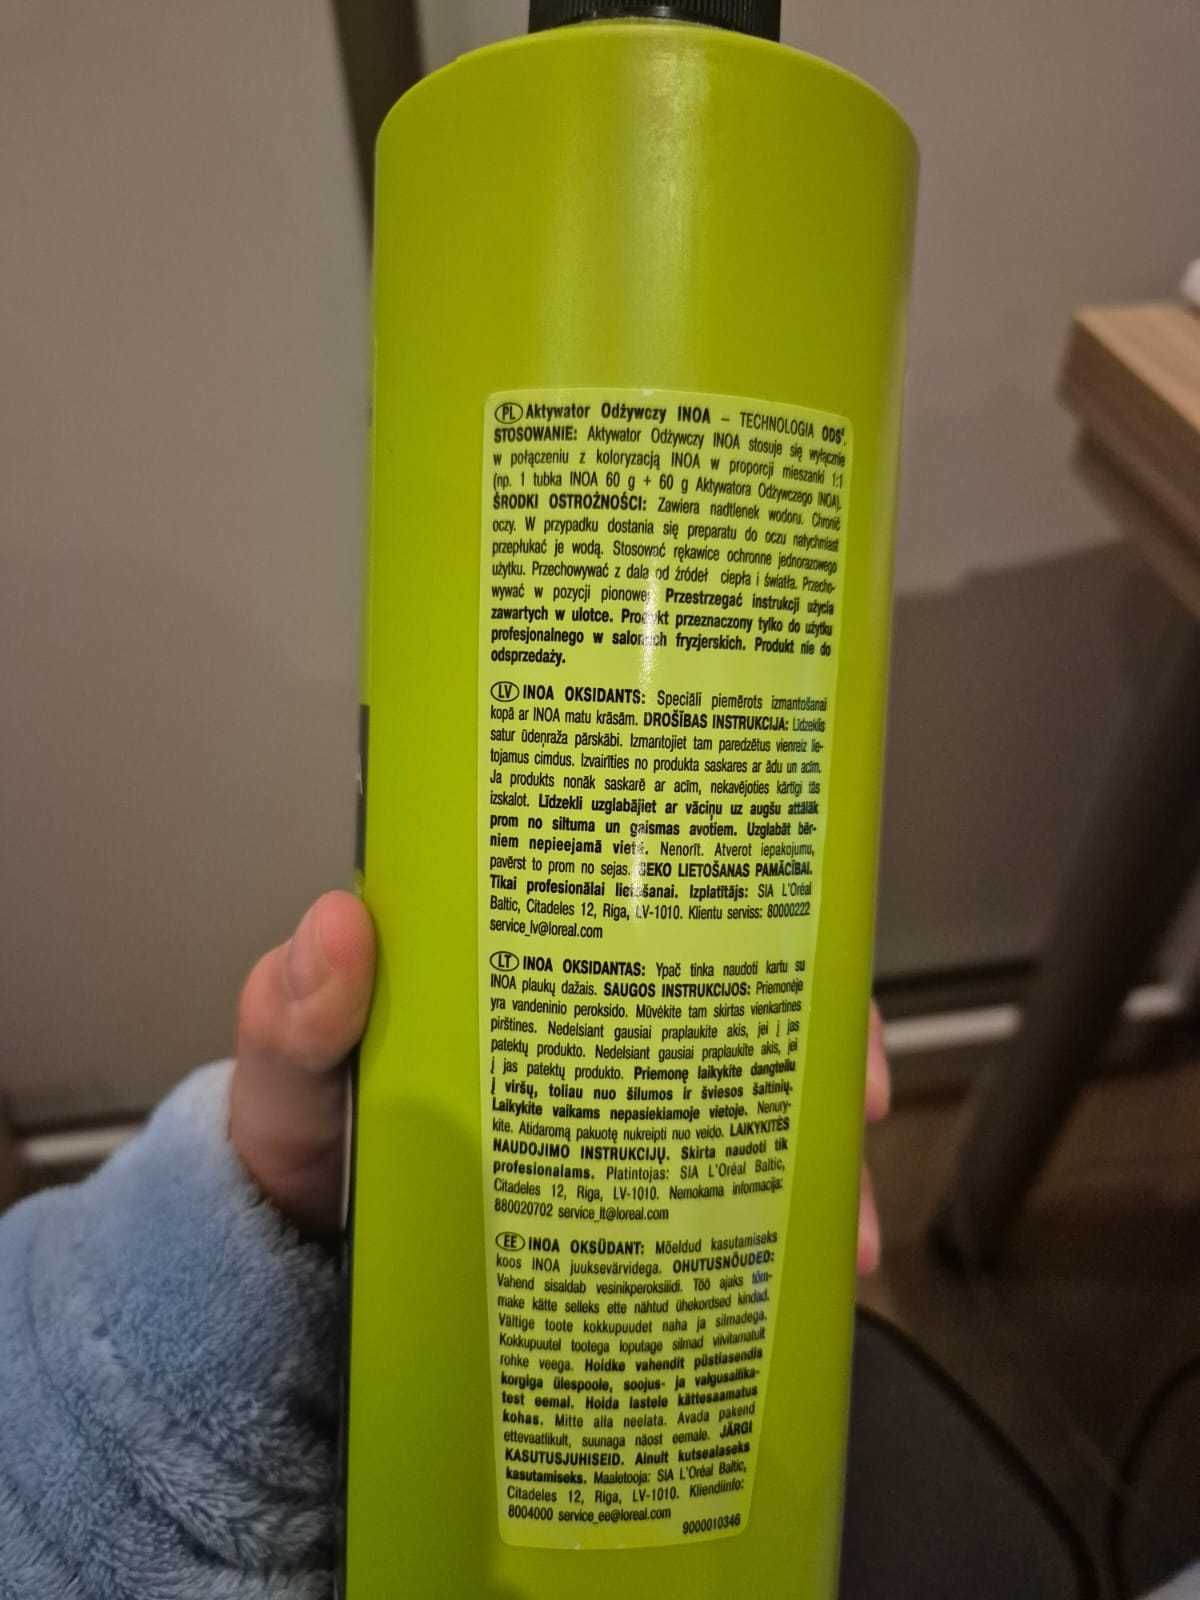 PL Aktywator Odżywczy INOA – TECHNOLOGIA ODS².
STOSOWANIE: Aktywator Odżywczy INOA stosuje się wyłącznie
w połączeniu z koloryzacją INOA w proporcji mieszanki 1:1
(np. 1 tubka INOA 60 g + 60 g Aktywatora Odżywczego INOA).
ŚRODKI OSTROŻNOŚCI: Zawiera nadtlenek wodoru. Chronić
oczy. W przypadku dostania się preparatu do oczu natychmiast
przepłukać je wodą. Stosować rękawice ochronne jednorazowego
użytku. Przechowywać z dala od źródeł ciepła i światła. Przecho-
wywać w pozycji pionowej. Przestrzegać instrukcji użycia
zawartych w ulotce. Produkt przeznaczony tylko do użytku
profesjonalnego w salonach fryzjerskich. Produkt nie do
odsprzedaży.
LV INOA OKSIDANTS: Speciāli piemērots izmantošanai
kopā ar INOA matu krāsām. DROŠĪBAS INSTRUKCIJA: Līdzeklis
satur ūdeņraža pārskābi. Izmantojiet tam paredzētus vienreiz lie-
tojamus cimdus. Izvairīties no produkta saskares ar ādu un acīm.
Ja produkts nonāk saskarē ar acīm, nekavējoties kārtīgi tās
izskalot. Līdzekli uzglabājiet ar vāciņu uz augšu attālāk
prom no siltuma un gaismas avotiem. Uzglabāt bēr-
niem nepieejamā vietā. Nenorīt. Atverot iepakojumu,
pavērst to prom no sejas. SEKO LIETOŠANAS PAMĀCĪBAI.
Tikai profesionālai lietošanai. Izplatītājs: SIA L'Oréal
Baltic, Citadeles 12, Riga, LV-1010. Klientu serviss: 80000222
service_lv@loreal.com
LT INOA OKSIDANTAS: Ypač tinka naudoti kartu su
INOA plaukų dažais. SAUGOS INSTRUKCIJOS: Priemonėje
yra vandeninio peroksido. Mūvėkite tam skirtas vienkartines
pirštines. Nedelsiant gausiai praplaukite akis, jei į jas
patektų produkto. Nedelsiant gausiai praplaukite akis, jei
į jas patektų produkto. Priemonę laikykite dangteliu
į viršų, toliau nuo šilumos ir šviesos šaltinių.
Laikykite vaikams nepasiekiamoje vietoje. Nenury-
kite. Atidaromą pakuotę nukreipti nuo veido. LAIKYKITĖS
NAUDOJIMO INSTRUKCIJŲ. Skirta naudoti tik
profesionalams. Platintojas: SIA L'Oréal Baltic,
Citadeles 12, Riga, LV-1010. Nemokama informacija:
880020702 service_lt@loreal.com
EE INOA OKSÜDANT: Mõeldud kasutamiseks
koos INOA juuksevärvidega. OHUTUSNÕUDED:
Vahend sisaldab vesinikperoksiidi. Töö ajaks tõm-
make kätte selleks ette nähtud ühekordsed kindad.
Vältige toote kokkupuudet naha ja silmadega.
Kokkupuutel tootega loputage silmad viivitamatult
rohke veega. Hoidke vahendit püstiasendis
korgiga ülespoole, soojus- ja valgusallika-
test eemal. Hoida lastele kättesaamatus
kohas. Mitte alla neelata. Avada pakend
ettevaatlikult, suunaga näost eemale. JÄRGI
KASUTUSJUHISEID. Ainult kutsealaseks
kasutamiseks. Maaletooja: SIA L'Oréal Baltic,
Citadeles 12, Riga, LV-1010. Kliendiinfo:
8004000 service_ee@loreal.com
9000010346